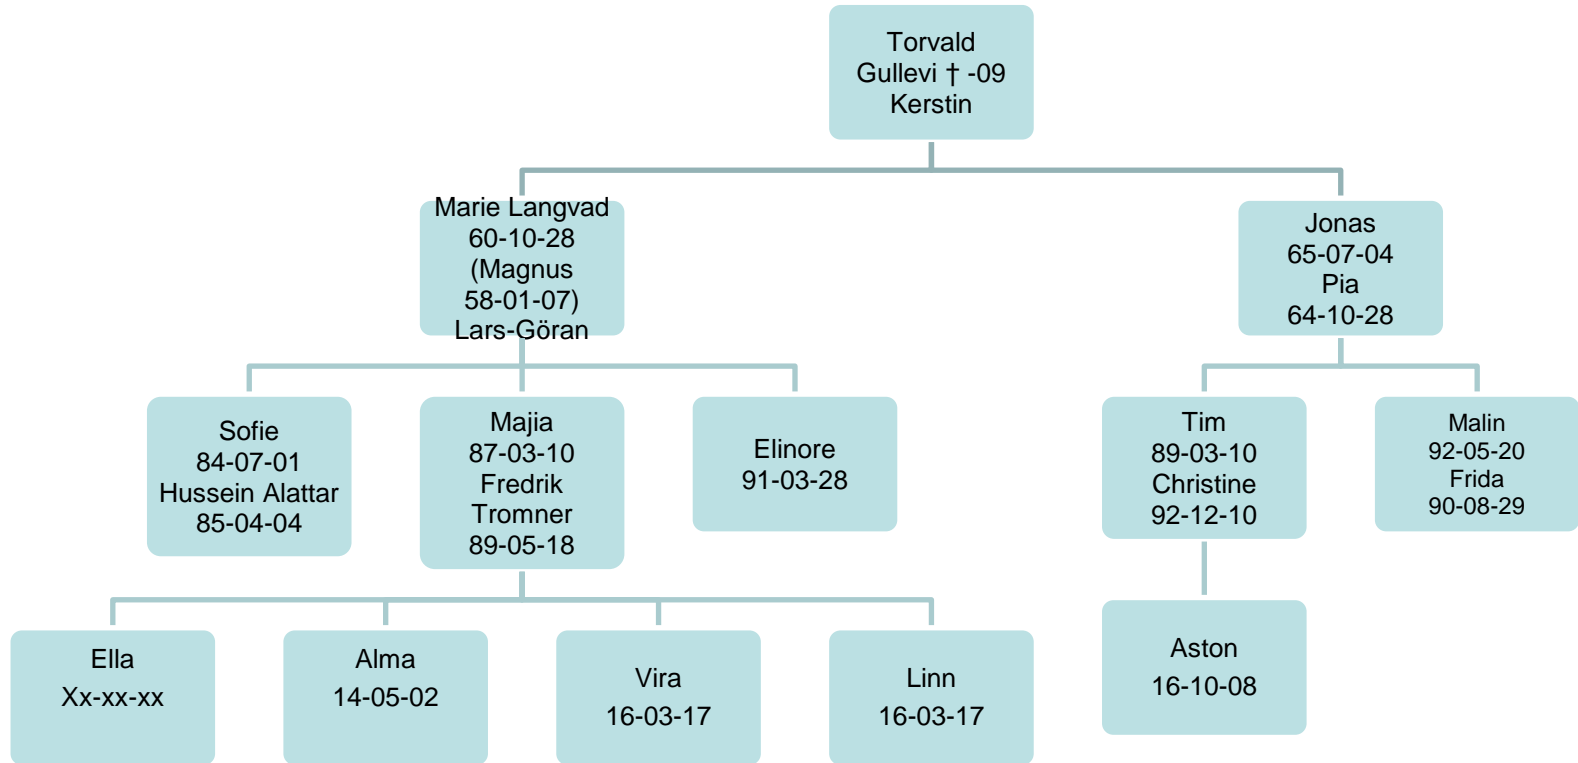 Torvald
Gullevi † -09
Kerstin
Marie Langvad
60-10-28
(Magnus
58-01-07)
Lars-Göran
Jonas
65-07-04
Pia
64-10-28
Sofie
84-07-01
Hussein Alattar
85-04-04
Majia
87-03-10
Fredrik
Tromner
89-05-18
Elinore
91-03-28
Tim
89-03-10
Christine
92-12-10
Malin
92-05-20
Frida
90-08-29
Ella
Xx-xx-xx
Alma
14-05-02
Vira
16-03-17
Linn
16-03-17
Aston
16-10-08